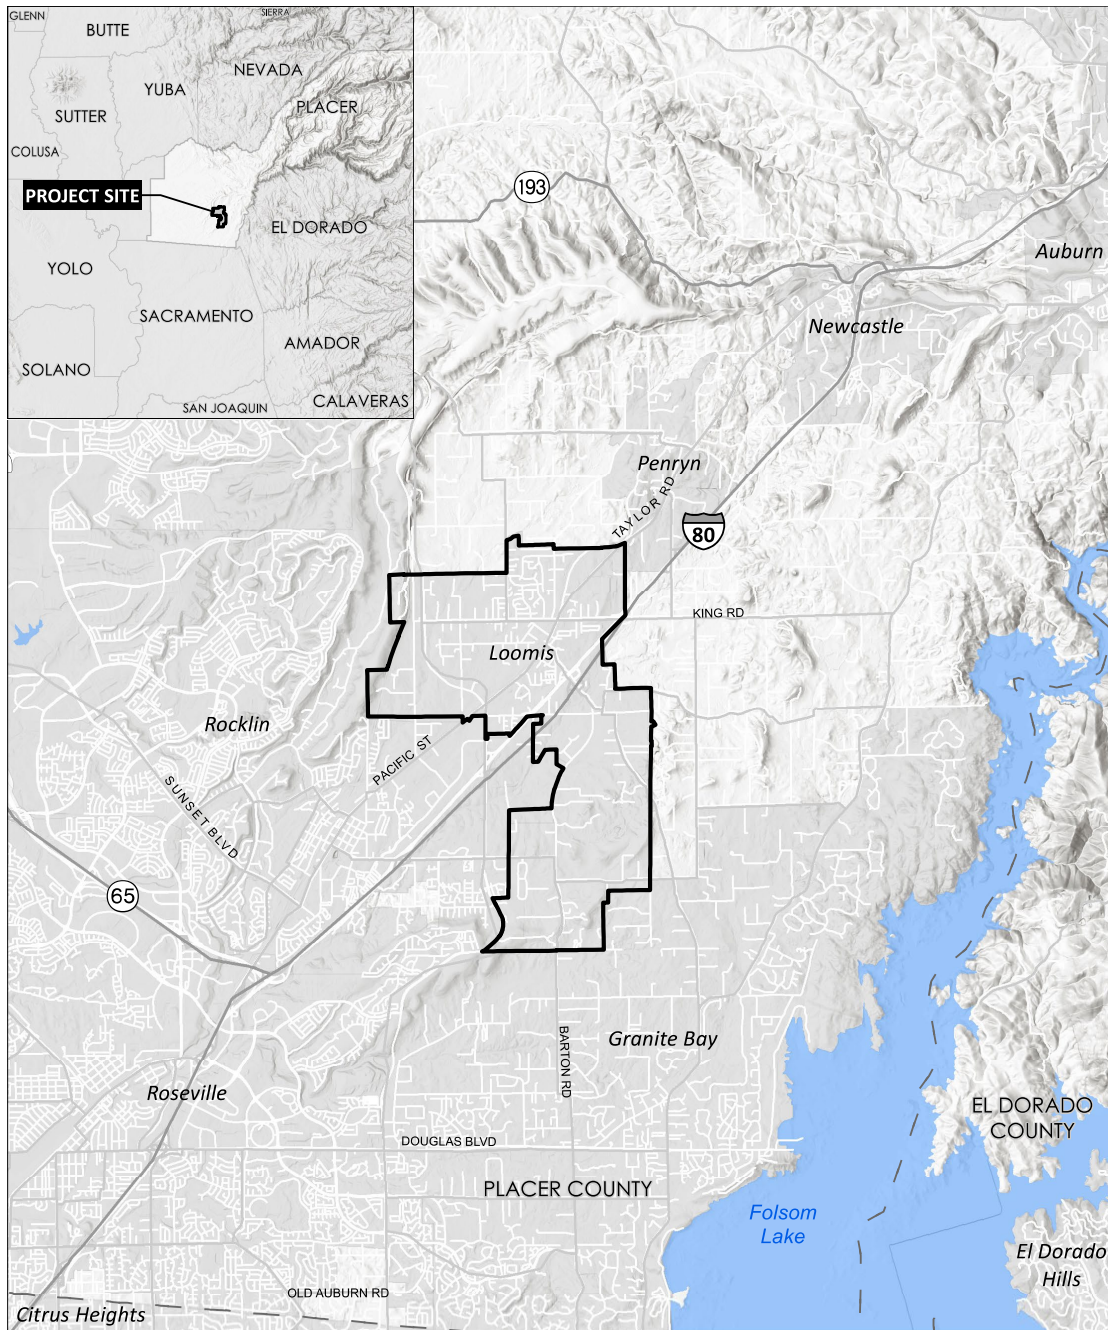 GLENN
SIERRA
BUTTE
NEVADA
YUBA
PLACER
SUTTER
COLUSA
PROJECT SITE
EL DORADO
YOLO
SACRAMENTO
AMADOR
SOLANO
CALAVERAS
SAN JOAQUIN
193
Auburn
Newcastle
Penryn
TAYLOR RD
80
KING RD
Loomis
Rocklin
PACIFIC ST
SUNSET BLVD
65
Granite Bay
BARTON RD
Roseville
EL DORADO
COUNTY
DOUGLAS BLVD
PLACER COUNTY
Folsom
Lake
El Dorado
Hills
OLD AUBURN RD
Citrus Heights